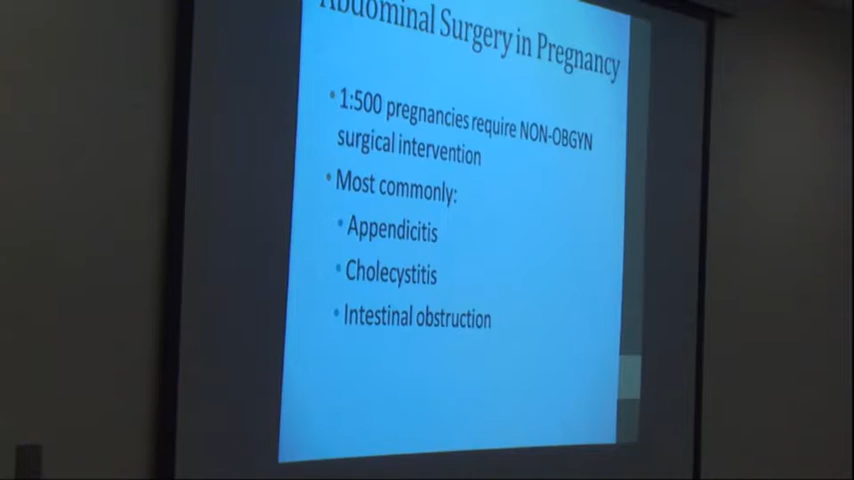 Abdominal Surgery in Pregnancy
• 1:500 pregnancies require NON-OBGYN
surgical intervention
• Most commonly:
• Appendicitis
• Cholecystitis
• Intestinal obstruction